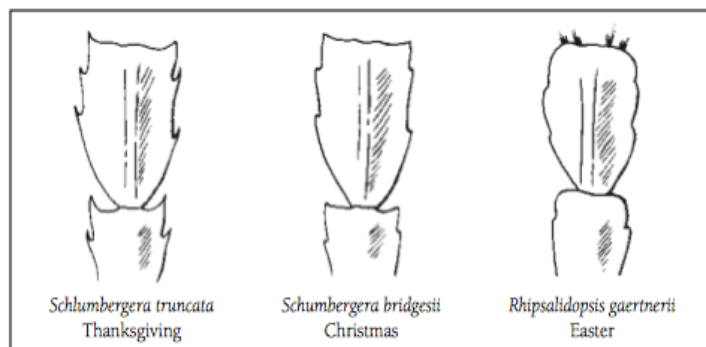 Schlumbergera truncata
Thanksgiving
Schumbergera bridgesii
Christmas
Rhipsalidopsis gaertnerii
Easter